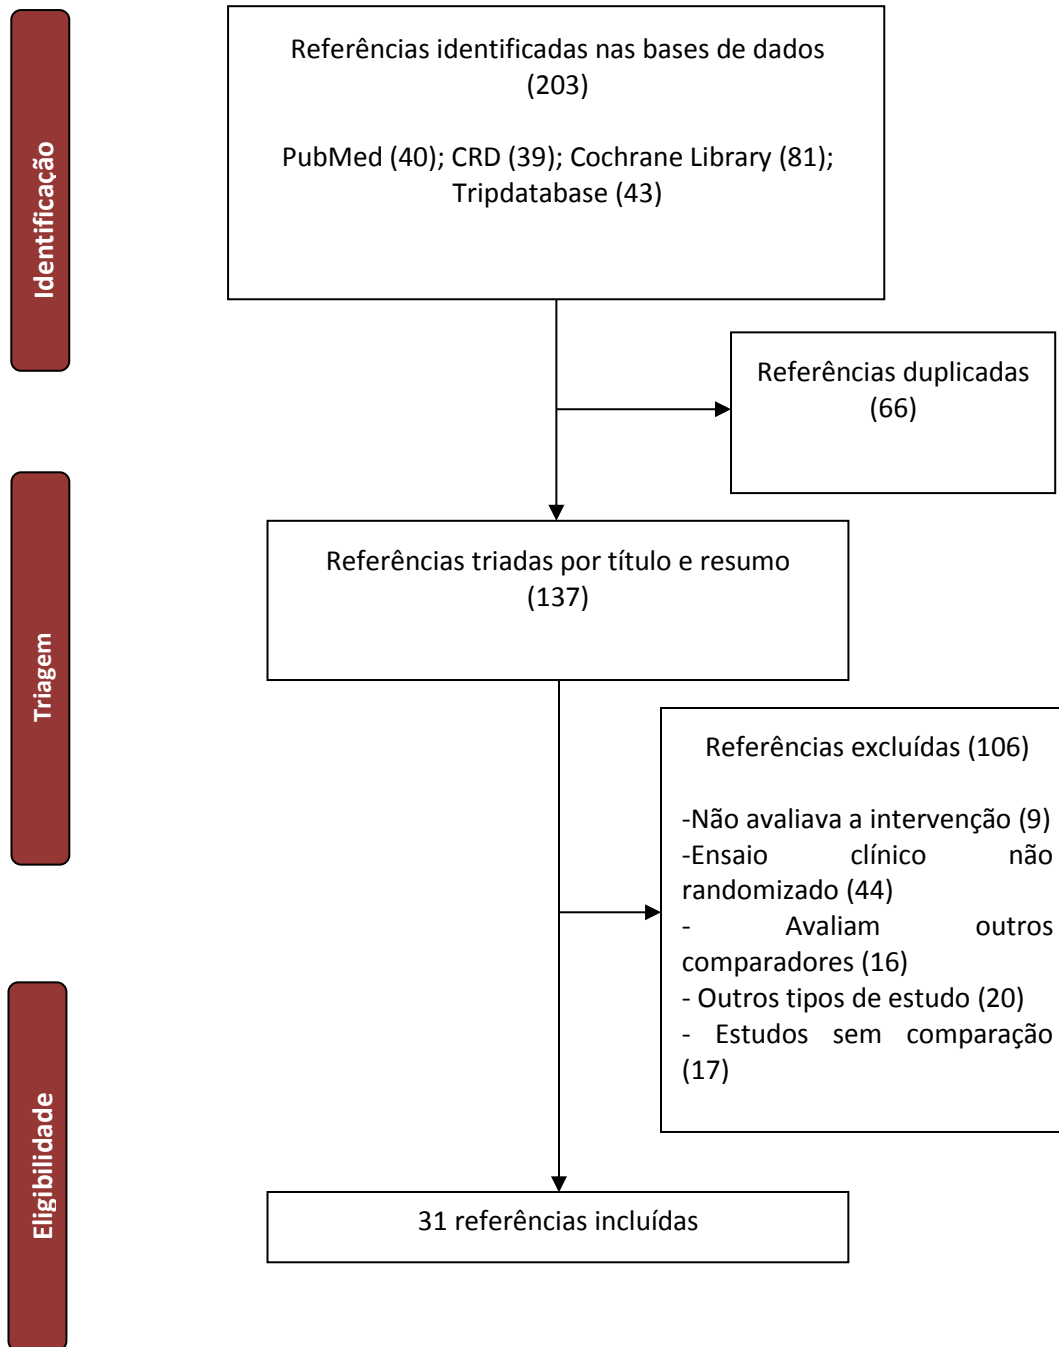 Identificação
Referências identificadas nas bases de dados
(203)
PubMed (40); CRD (39); Cochrane Library (81);
Tripdatabase (43)
Referências duplicadas
(66)
Triagem
Referências triadas por título e resumo
(137)
Referências excluídas (106)
-Não avaliava a intervenção (9)
-Ensaio clínico não
randomizado (44)
- Avaliam outros
comparadores (16)
- Outros tipos de estudo (20)
- Estudos sem comparação
(17)
Eligibilidade
31 referências incluídas